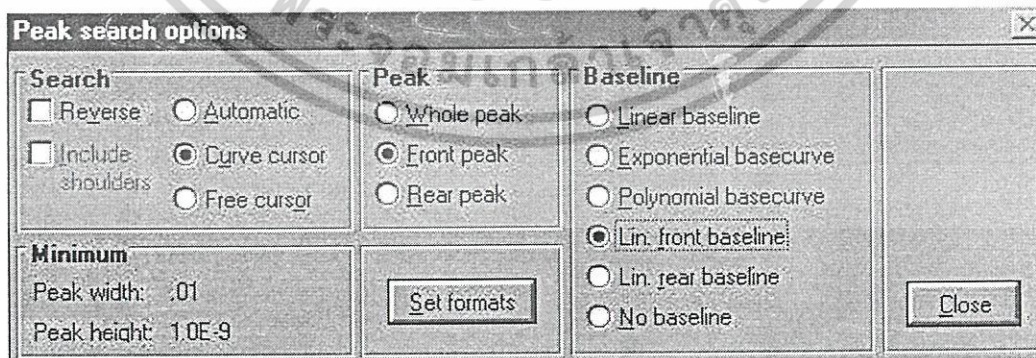 Peak search options
Search
Reverse
Automatic
Include shoulders
Curve cursor
Free cursor
Peak
Whole peak
Front peak
Rear peak
Baseline
Linear baseline
Exponential basecurve
Polynomial basecurve
Lin. front baseline
Lin. rear baseline
No baseline
Minimum
Peak width: .01
Peak height: 1.0E-9
Set formats
Close